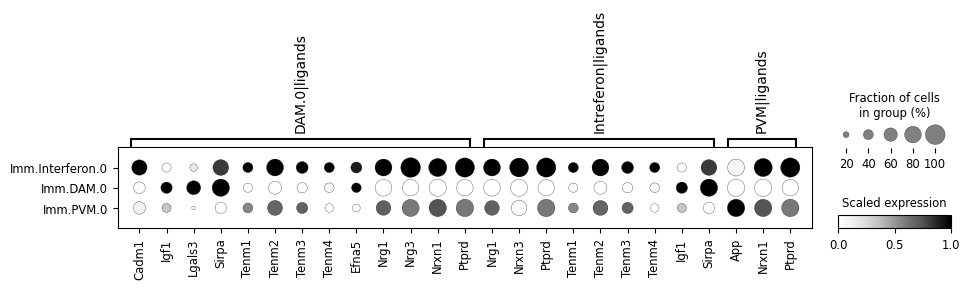 DAM.0|ligands
Intreferon|ligands
PVM|ligands
Fraction of cells
in group (%)
20 40 60 80 100
Imm.Interferon.0
Imm.DAM.0
Imm.PVM.0
Scaled expression
0.0 0.5 1.0
Cadm1
Igf1
Lgals3
Sirpa
Tenm1
Tenm2
Tenm3
Tenm4
Efna5
Nrg1
Nrg3
Nrxn1
Ptprd
Nrg1
Nrxn3
Ptprd
Tenm1
Tenm2
Tenm3
Tenm4
Igf1
Sirpa
App
Nrxn1
Ptprd